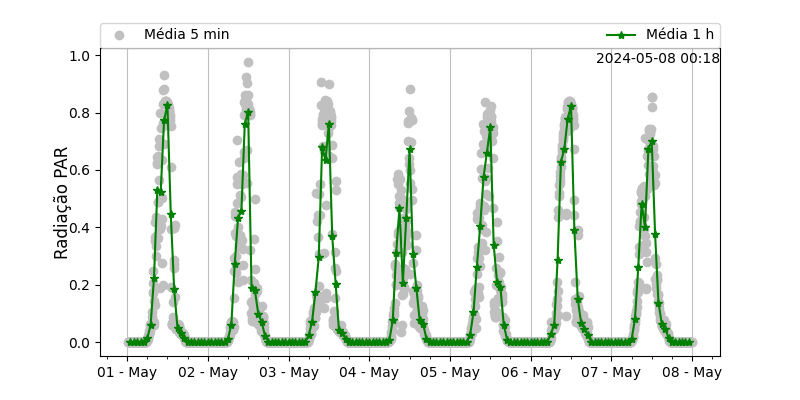 Média 5 min
Média 1 h
2024-05-08 00:18
Radiação PAR
1.0
0.8
0.6
0.4
0.2
0.0
01 - May
02 - May
03 - May
04 - May
05 - May
06 - May
07 - May
08 - May